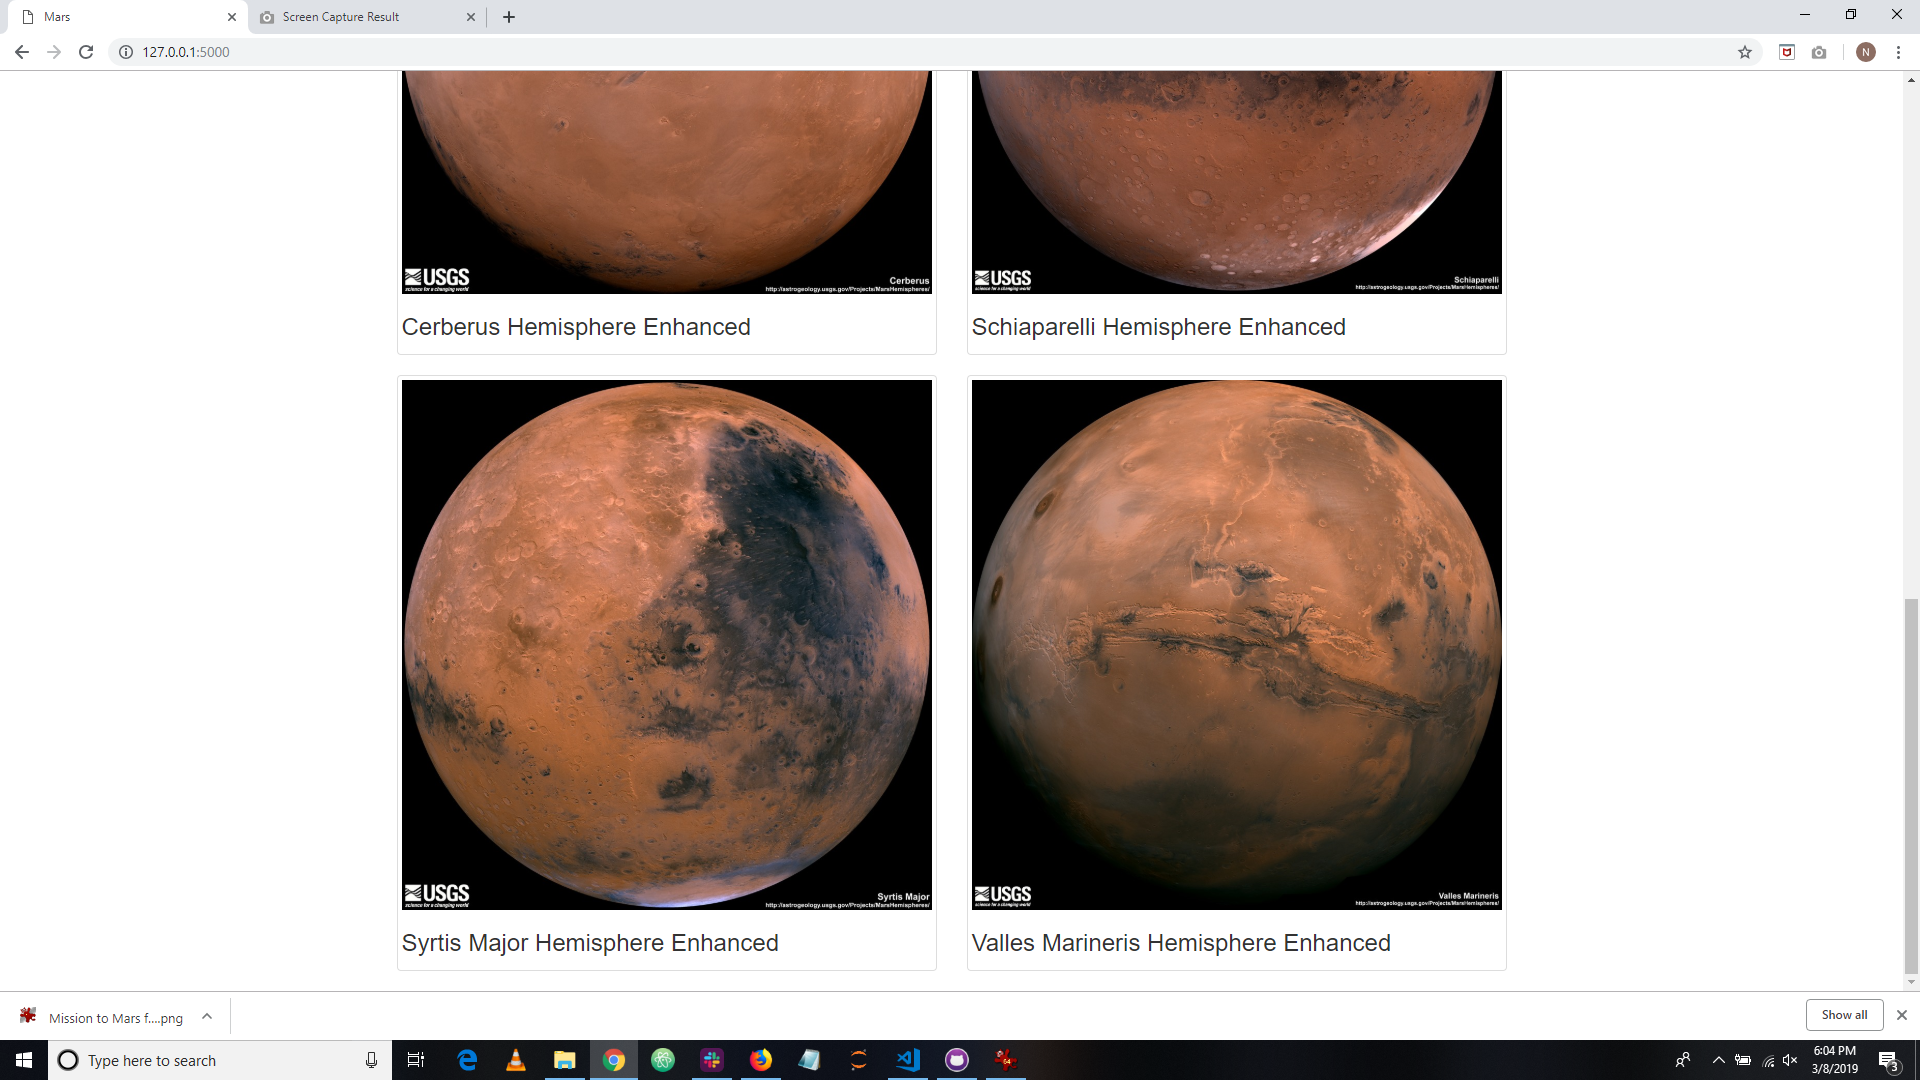 Mars
Screen Capture Result
127.0.0.1:5000
N
USGS
science for a changing world
Cerberus
http://astrogeology.usgs.gov/Projects/MarsHemispheres/
USGS
science for a changing world
Schiaparelli
http://astrogeology.usgs.gov/Projects/MarsHemispheres/
Cerberus Hemisphere Enhanced
Schiaparelli Hemisphere Enhanced
USGS
science for a changing world
Syrtis Major
http://astrogeology.usgs.gov/Projects/MarsHemispheres/
USGS
science for a changing world
Valles Marineris
http://astrogeology.usgs.gov/Projects/MarsHemispheres/
Syrtis Major Hemisphere Enhanced
Valles Marineris Hemisphere Enhanced
Mission to Mars f....png
Show all
Type here to search
64
6:04 PM
3/8/2019
3